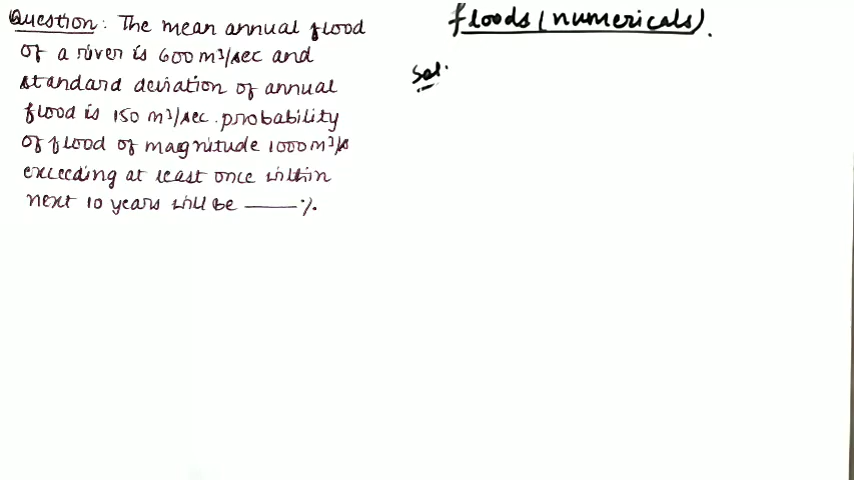 Question: The mean annual flood
of a river is 600 m³/sec and
standard deviation of annual
flood is 150 m³/sec. probability
of flood of magnitude 1000 m³/s
exceeding at least once within
next 10 years will be ____ %.
floods (numericals).
Sol.